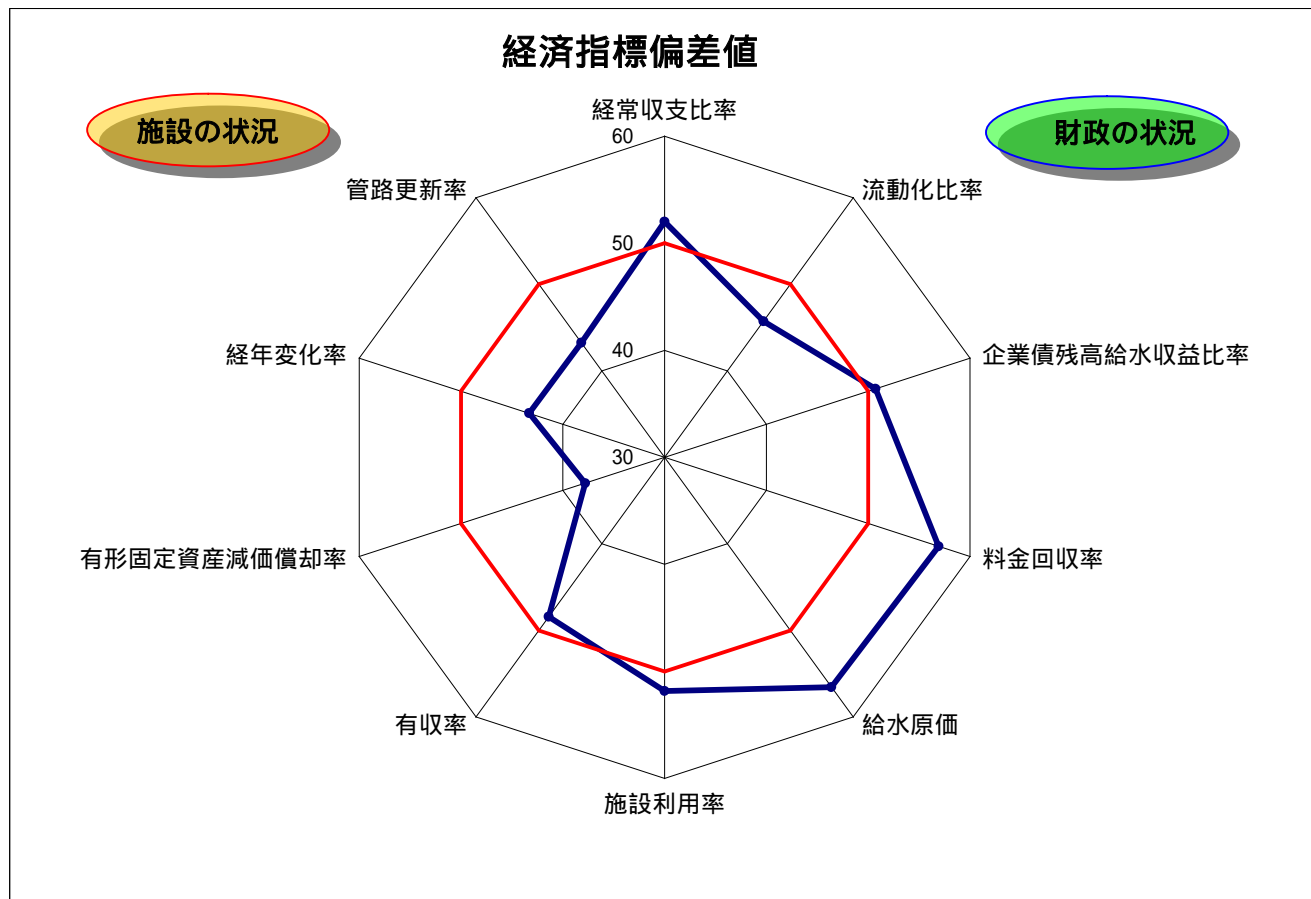 経済指標偏差値
施設の状況
財政の状況
経常収支比率
60
管路更新率
流動化比率
50
経年変化率
40
企業債残高給水収益比率
30
有形固定資産減価償却率
料金回収率
有収率
給水原価
施設利用率